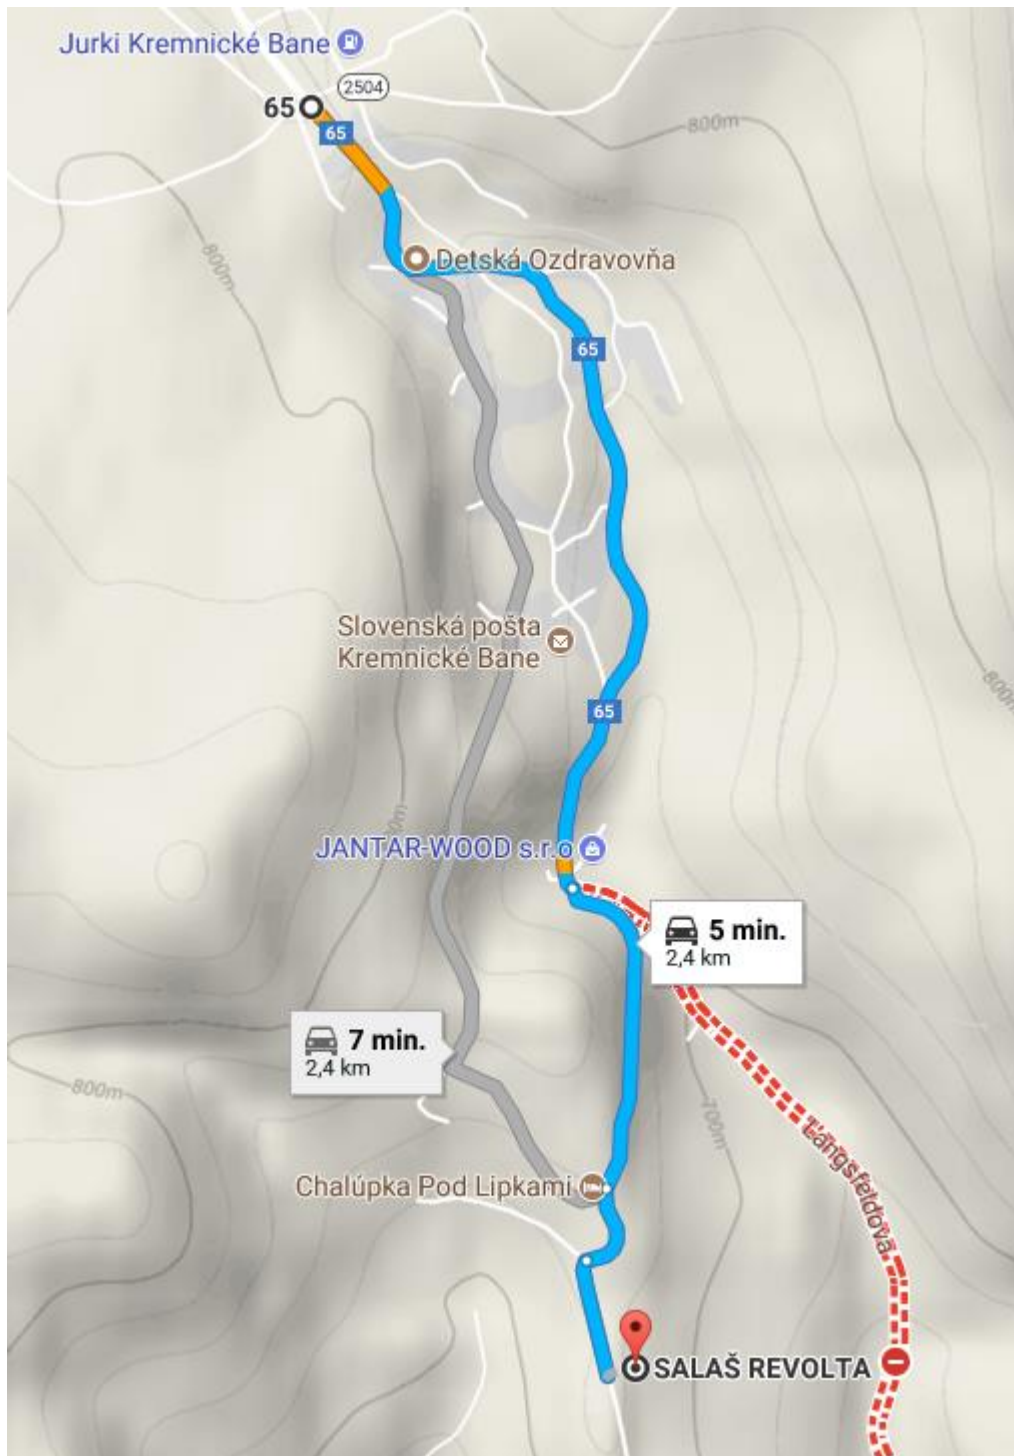 Jurki Kremnické Bane
2504
65
65
800m
800m
Detská Ozdravovňa
65
Slovenská pošta
Kremnické Bane
800m
65
JANTAR-WOOD s.r.o
5 min.
2,4 km
7 min.
2,4 km
800m
700m
Langsfeldova
Chalúpka Pod Lipkami
SALAŠ REVOLTA